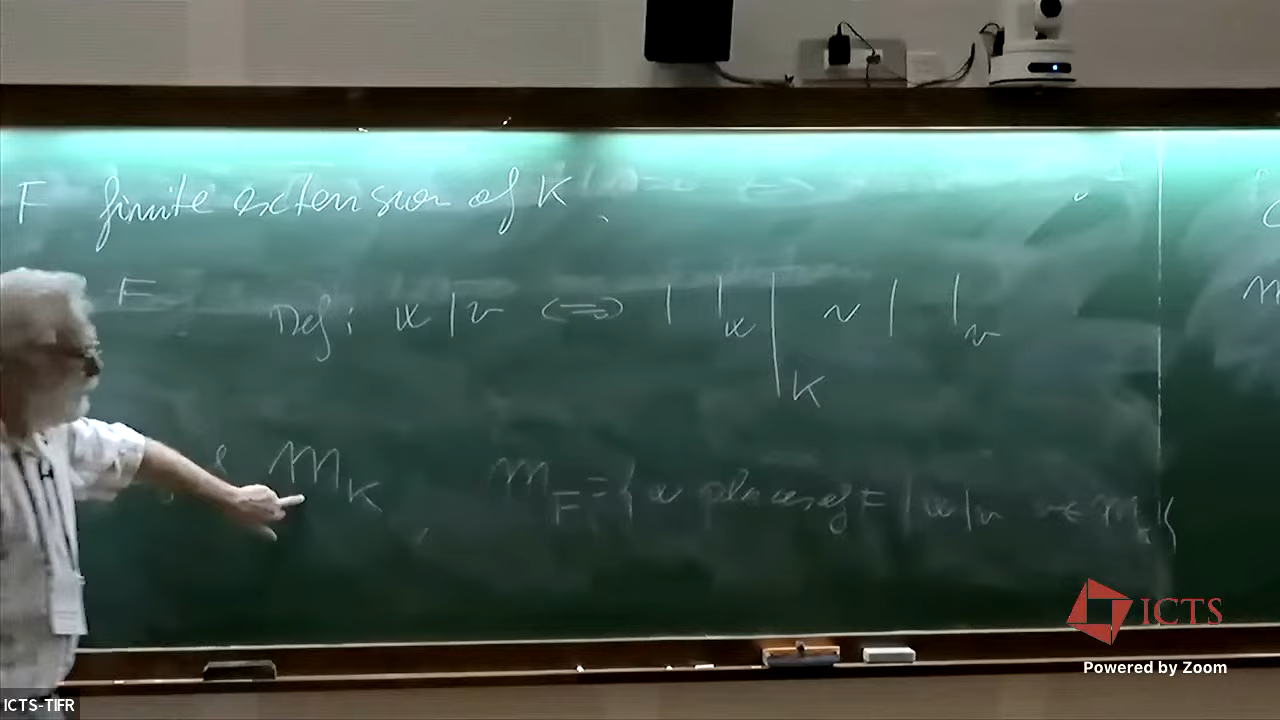 F finite extension of K
F Def: w | v <=> | |_w |_K ~ | |_v
M_K M_F = { w places of F / w | v v ∈ M_K }
ICTS
Powered by Zoom
ICTS-TIFR